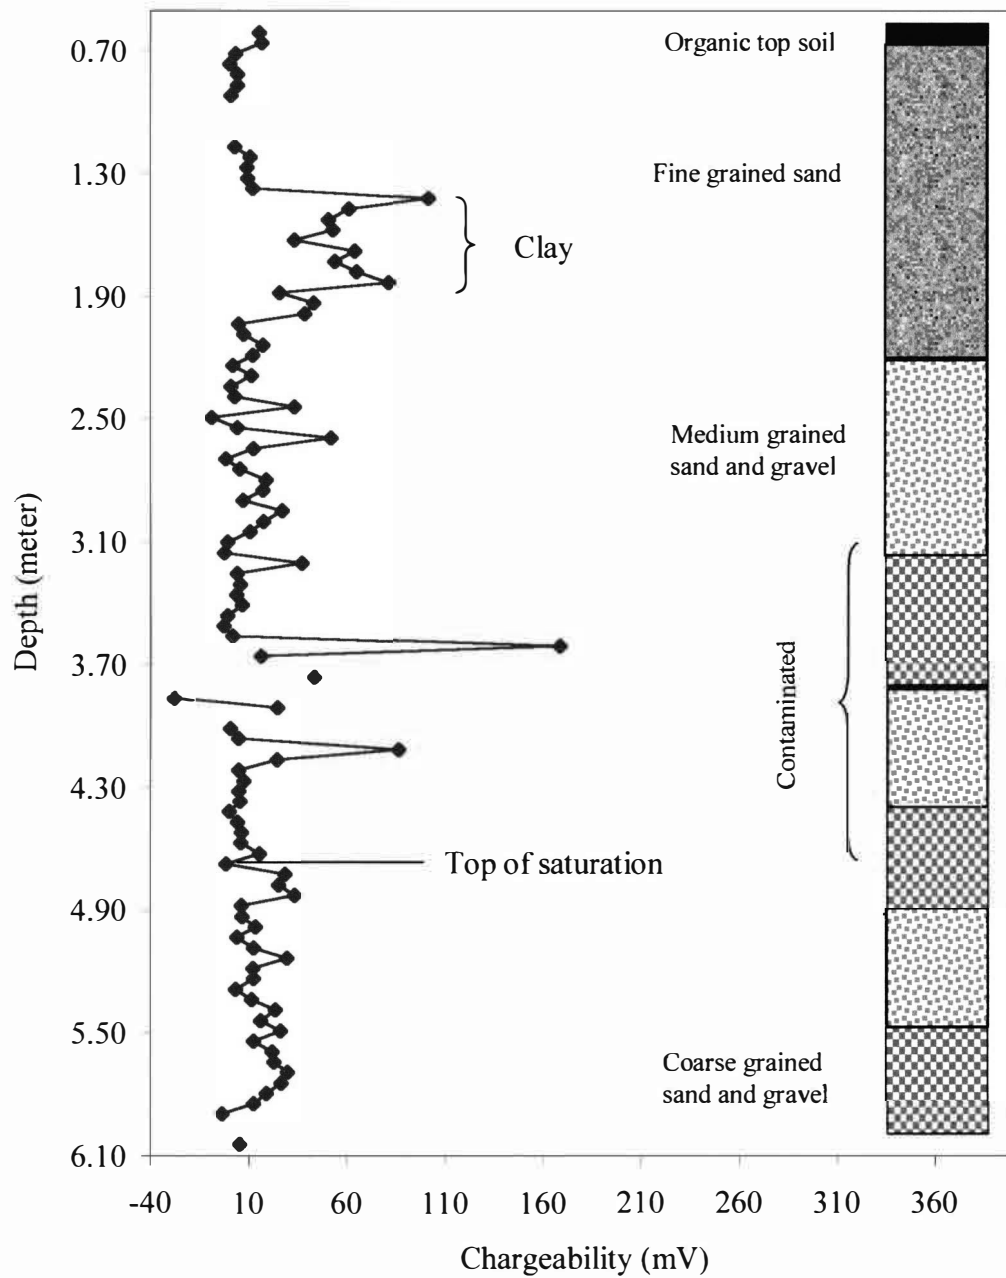 Organic top soil
0.70
1.30
Fine grained sand
Clay
1.90
2.50
Medium grained
sand and gravel
Depth (meter)
3.10
3.70
Contaminated
4.30
Top of saturation
4.90
5.50
Coarse grained
sand and gravel
6.10
-40 10 60 110 160 210 260 310 360
Chargeability (mV)